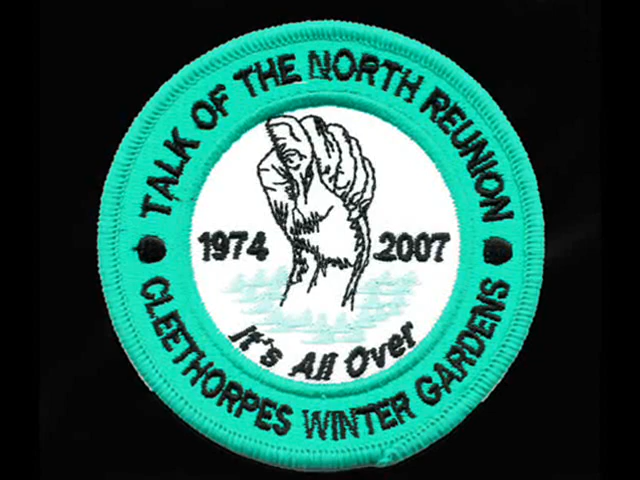 TALK OF THE NORTH REUNION
1974 2007
It's All Over
CLEETHORPES WINTER GARDENS